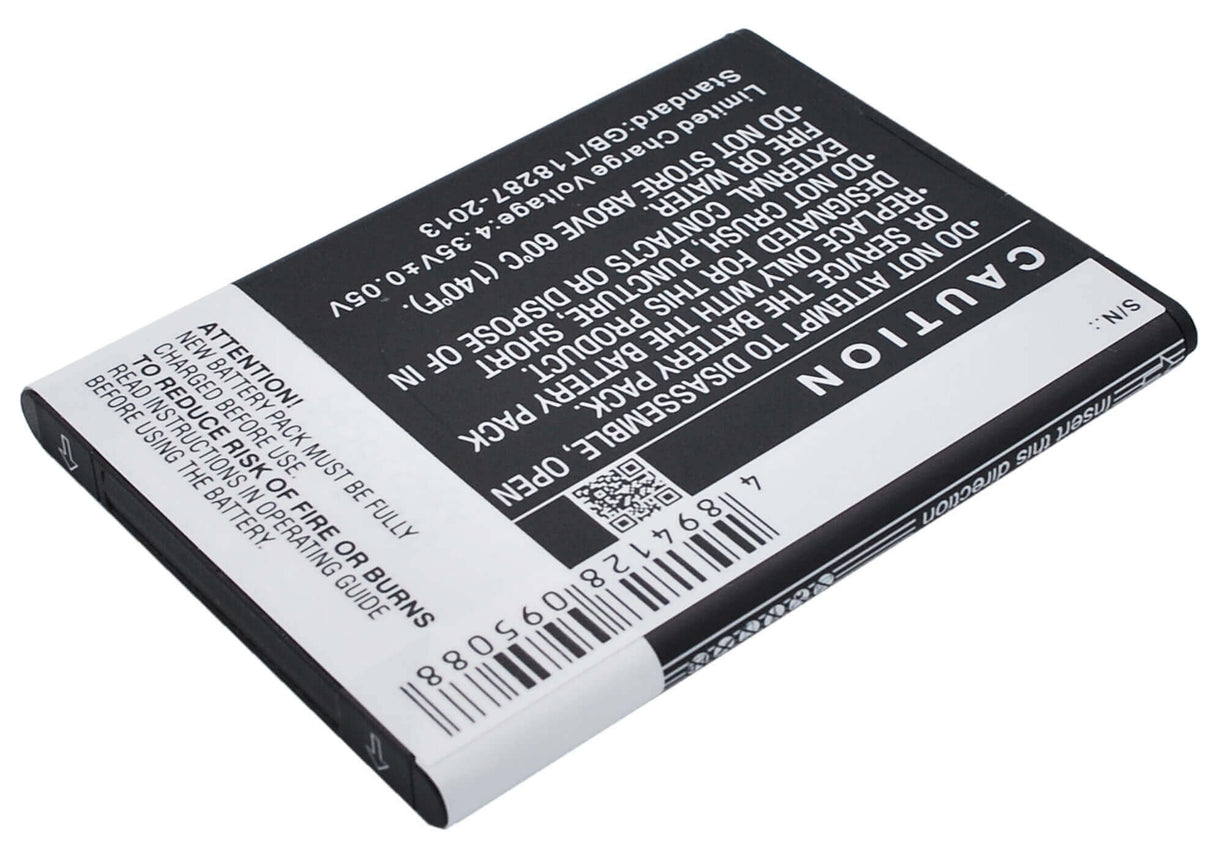 S/N.:
CAUTION
•DO NOT ATTEMPT TO DISASSEMBLE, OPEN
OR SERVICE THE BATTERY PACK.
•REPLACE ONLY WITH THE BATTERY PACK
DESIGNATED FOR THIS PRODUCT.
•DO NOT CRUSH, PUNCTURE, SHORT
EXTERNAL CONTACTS OR DISPOSE OF IN
FIRE OR WATER.
•DO NOT STORE ABOVE 60°C (140°F).
Limited Charge Voltage:4.35V±0.05V
Standard:GB/T18287-2013
ATTENTION!
NEW BATTERY PACK MUST BE FULLY
CHARGED BEFORE USE.
TO REDUCE RISK OF FIRE OR BURNS
READ INSTRUCTIONS IN OPERATING GUIDE
BEFORE USING THE BATTERY.
4 894128 095088
Insert this direction